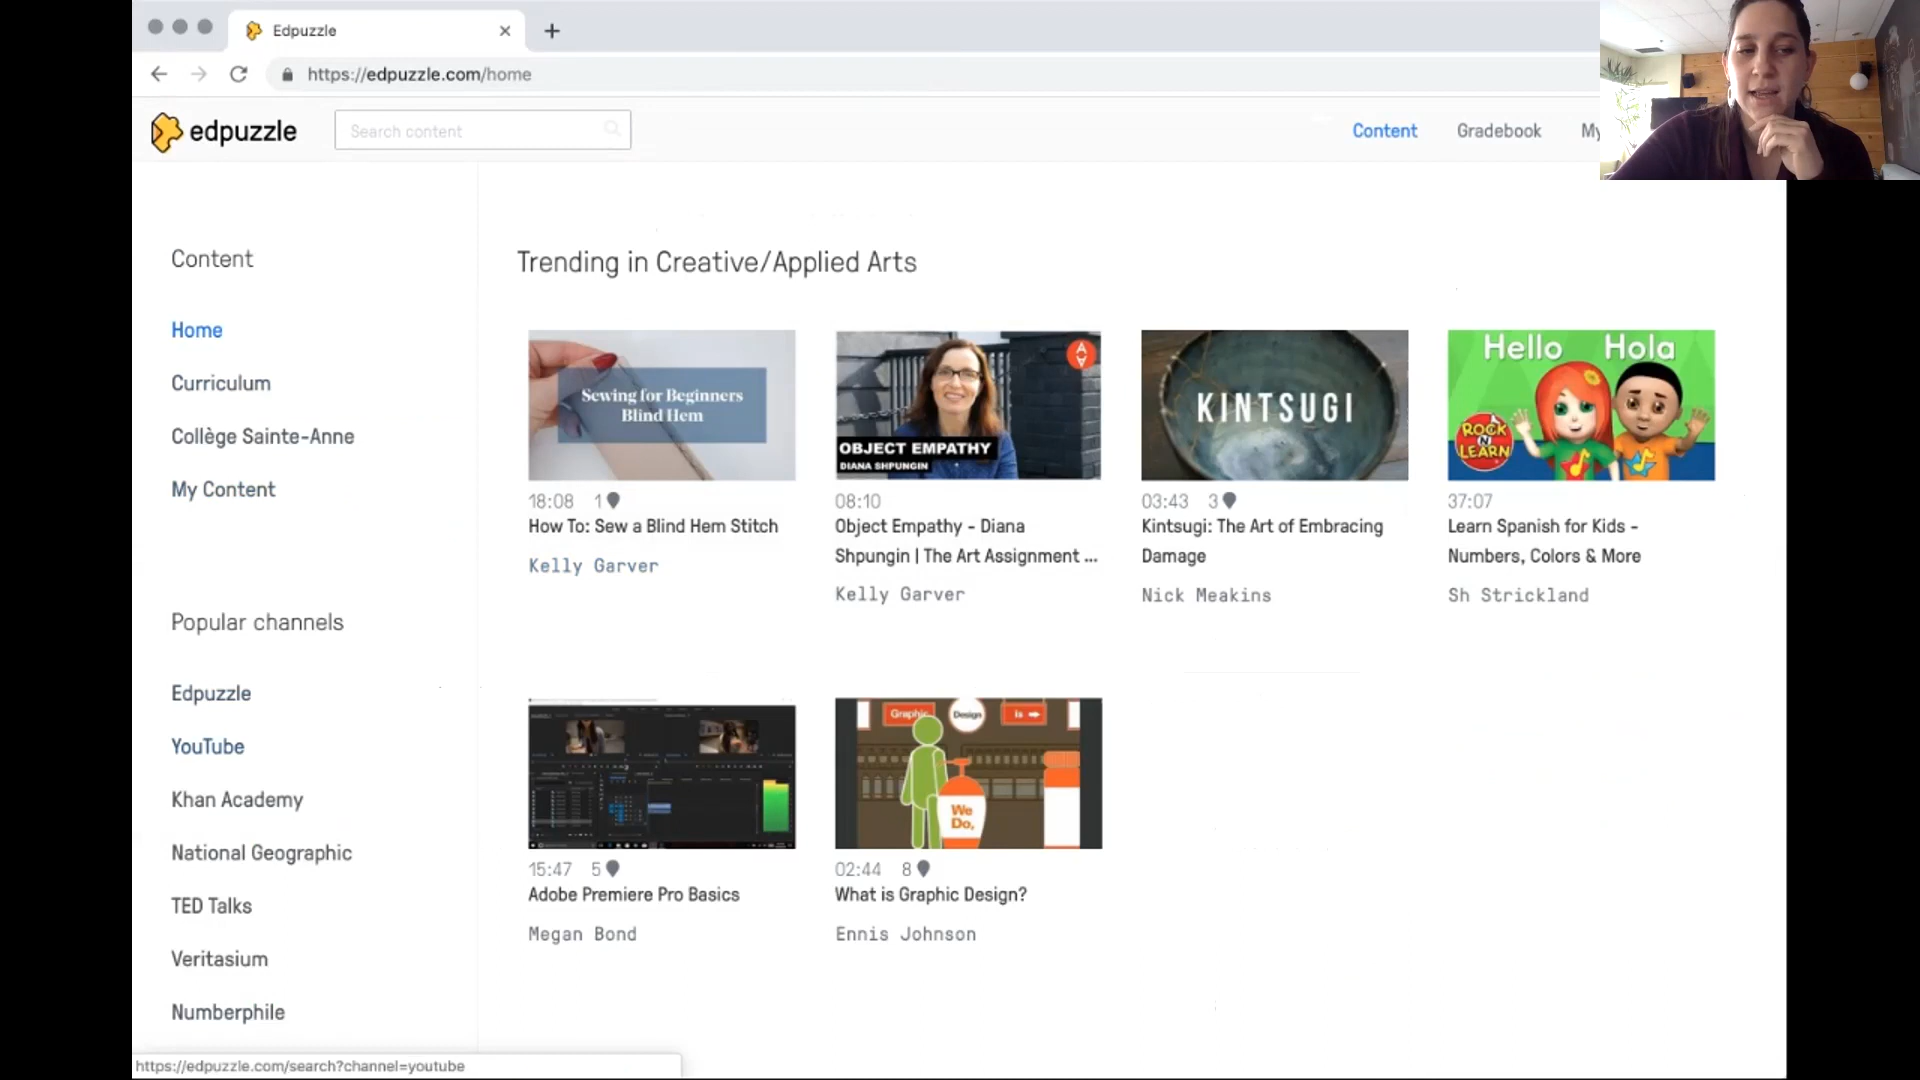 Edpuzzle
https://edpuzzle.com/home
edpuzzle
Search content
Content
Gradebook
My
Content
Home
Curriculum
Collège Sainte-Anne
My Content
Popular channels
Edpuzzle
YouTube
Khan Academy
National Geographic
TED Talks
Veritasium
Numberphile
Trending in Creative/Applied Arts
Sewing for Beginners
Blind Hem
18:08 1
How To: Sew a Blind Hem Stitch
Kelly Garver
OBJECT EMPATHY
DIANA SHPUNGIN
08:10
Object Empathy - Diana
Shpungin | The Art Assignment ...
Kelly Garver
KINTSUGI
03:43 3
Kintsugi: The Art of Embracing
Damage
Nick Meakins
Hello Hola
ROCK
N
LEARN
37:07
Learn Spanish for Kids -
Numbers, Colors & More
Sh Strickland
15:47 5
Adobe Premiere Pro Basics
Megan Bond
Graphic Design is
We
Do,
02:44 8
What is Graphic Design?
Ennis Johnson
https://edpuzzle.com/search?channel=youtube